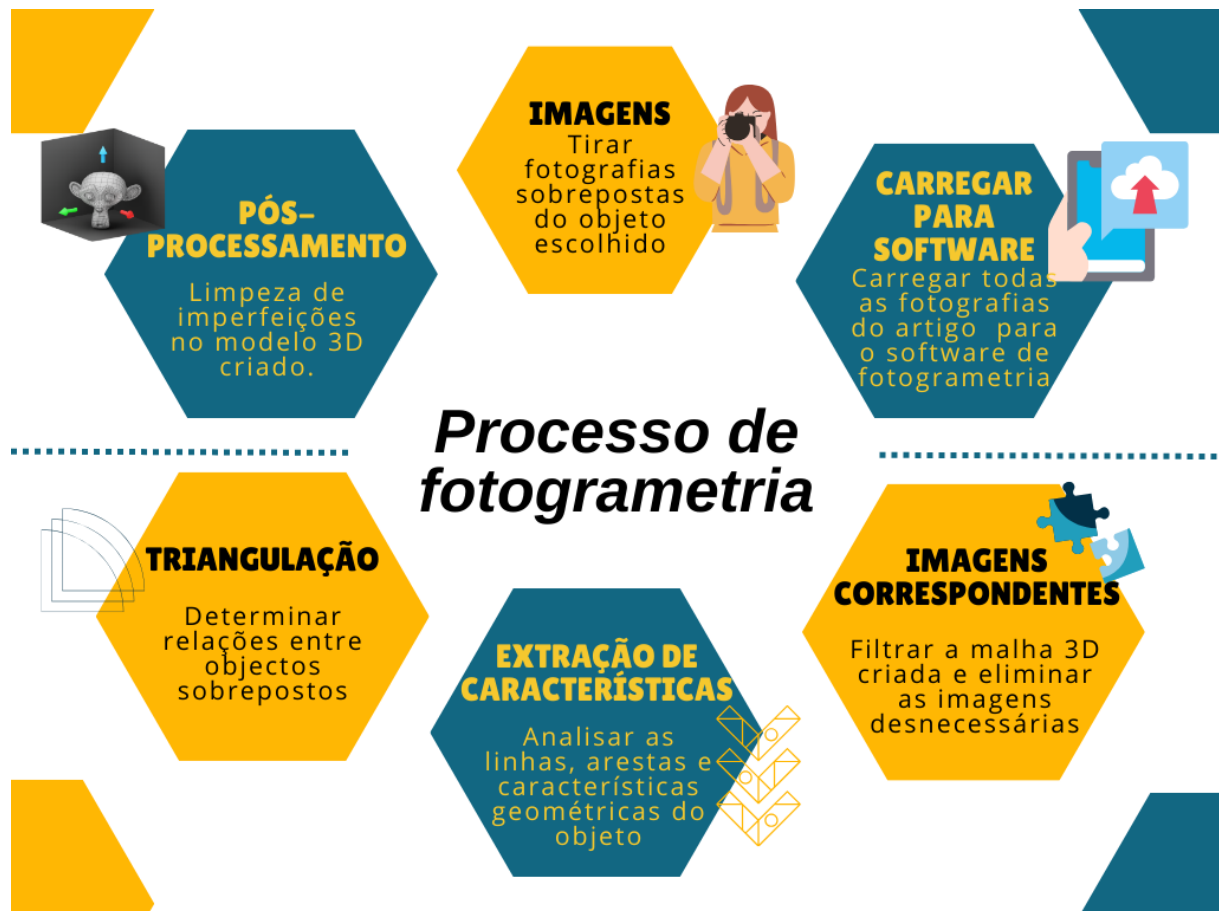 IMAGENS
Tirar
fotografias
sobrepostas
do objeto
escolhido
CARREGAR
PARA
SOFTWARE
Carregar todas
as fotografias
do artigo para
o software de
fotogrametria
PÓS-
PROCESSAMENTO
Limpeza de
imperfeições
no modelo 3D
criado.
Processo de
fotogrametria
TRIANGULAÇÃO
Determinar
relações entre
objectos
sobrepostos
IMAGENS
CORRESPONDENTES
Filtrar a malha 3D
criada e eliminar
as imagens
desnecessárias
EXTRAÇÃO DE
CARACTERÍSTICAS
Analisar as
linhas, arestas e
características
geométricas do
objeto